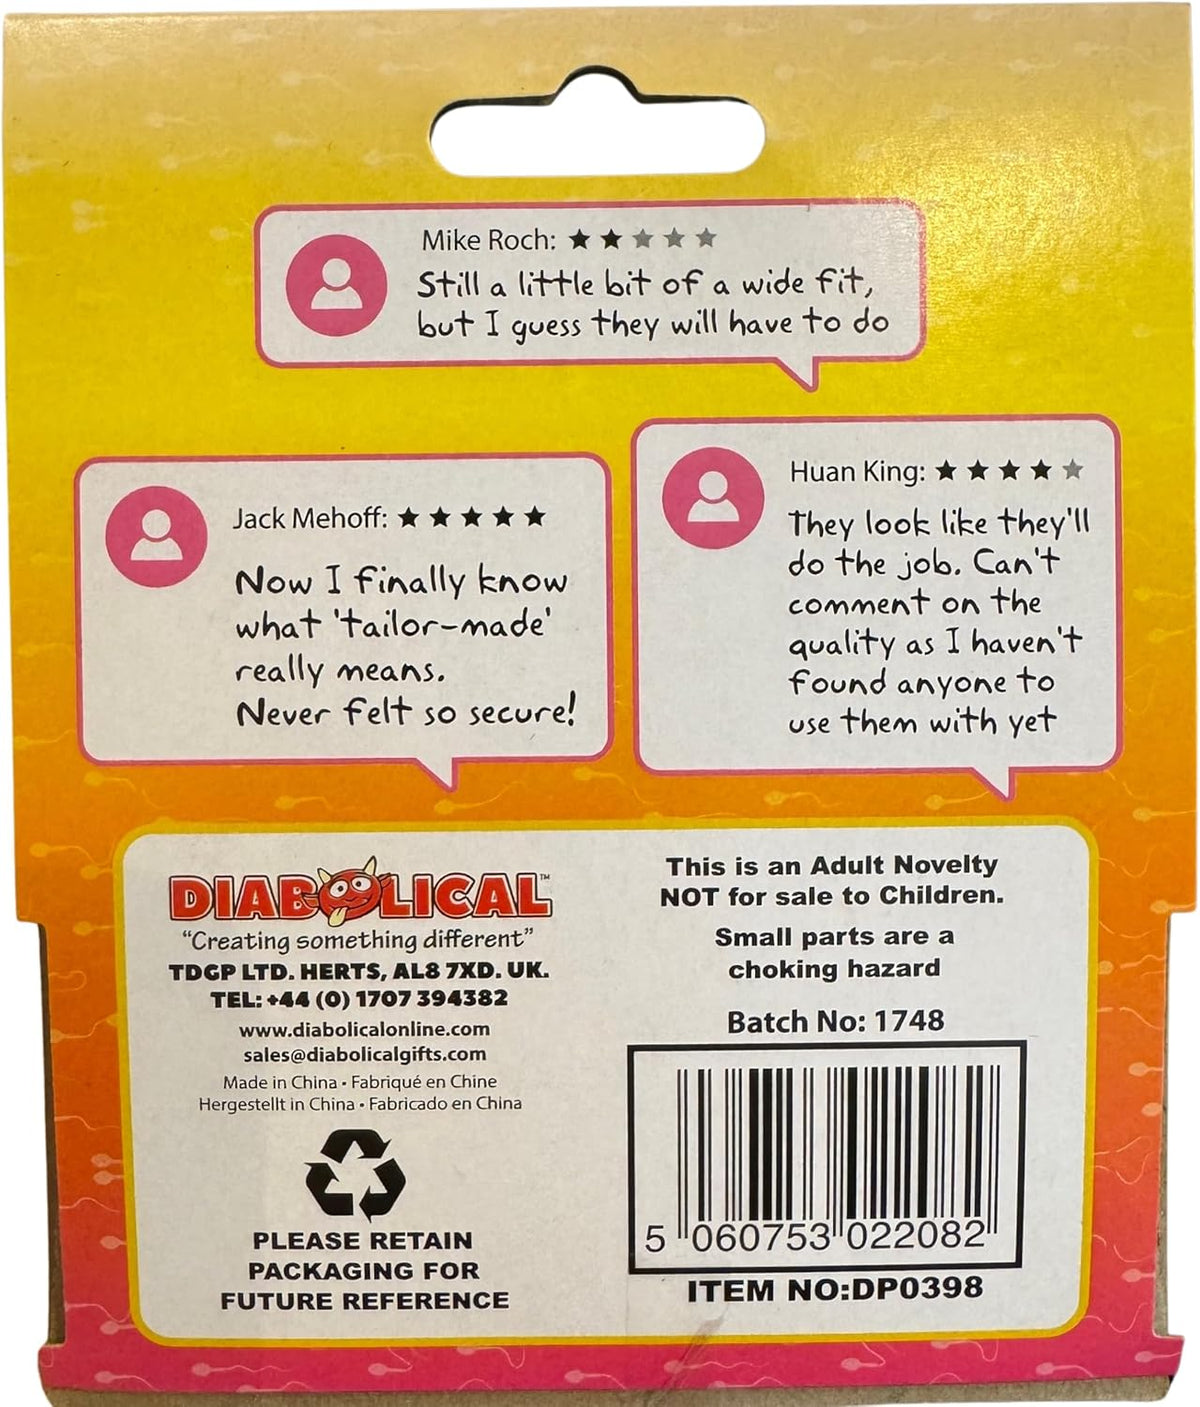 Mike Roch: ★★★★★
Still a little bit of a wide fit,
but I guess they will have to do
Jack Mehoff: ★★★★★
Now I finally know
what 'tailor-made'
really means.
Never felt so secure!
Huan King: ★★★★★
They look like they'll
do the job. Can't
comment on the
quality as I haven't
found anyone to
use them with yet
DIABOLICAL™
"Creating something different"
TDGP LTD. HERTS, AL8 7XD. UK.
TEL: +44 (0) 1707 394382
www.diabolicalonline.com
sales@diabolicalgifts.com
Made in China • Fabriqué en Chine
Hergestellt in China • Fabricado en China
PLEASE RETAIN
PACKAGING FOR
FUTURE REFERENCE
This is an Adult Novelty
NOT for sale to Children.
Small parts are a
choking hazard
Batch No: 1748
5 060753 022082
ITEM NO:DP0398